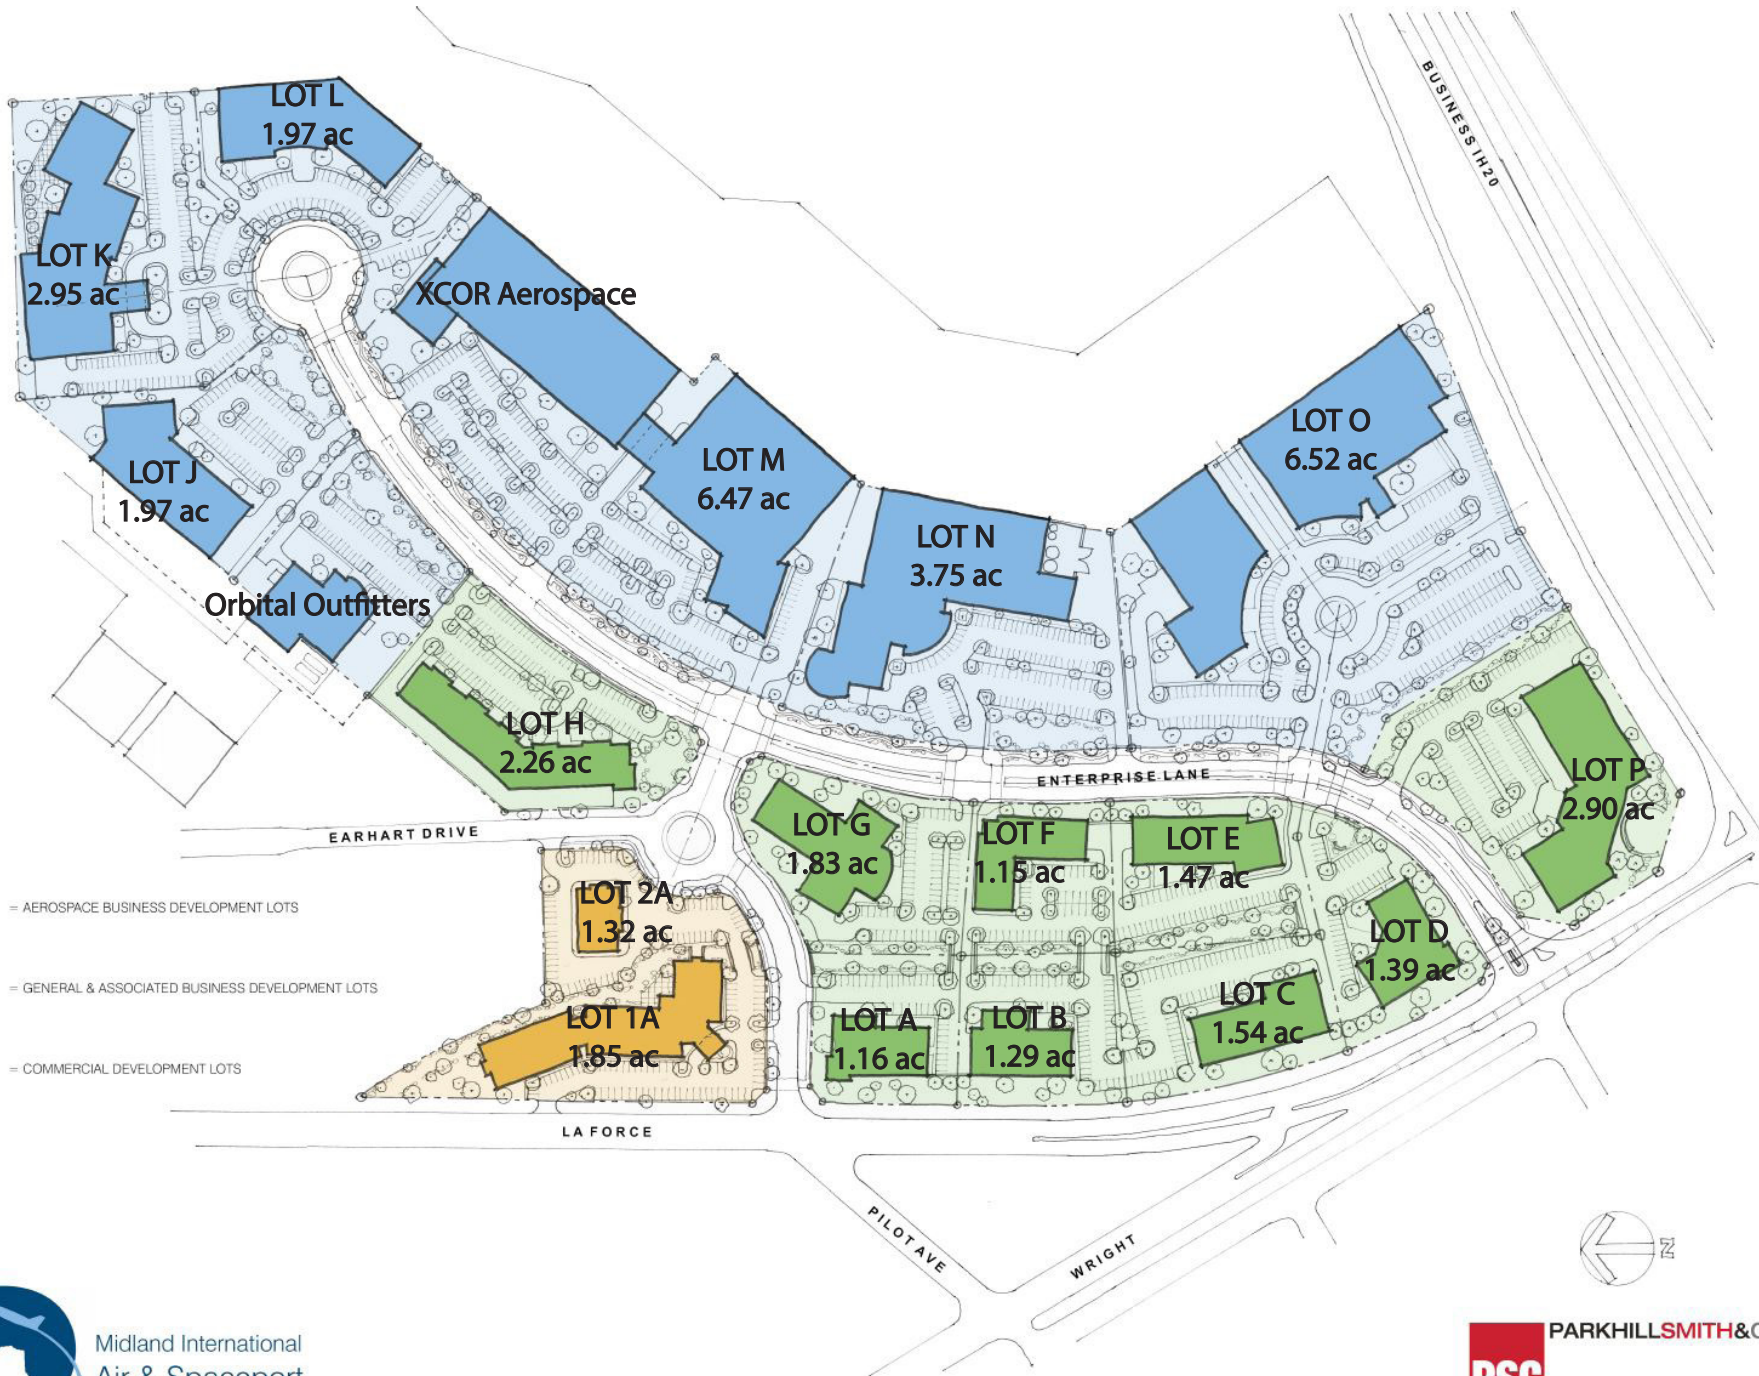 BUSINESS IH20
LOT L
1.97 ac
LOT K
2.95 ac
XCOR Aerospace
LOT J
1.97 ac
LOT M
6.47 ac
LOT O
6.52 ac
LOT N
3.75 ac
Orbital Outfitters
LOT H
2.26 ac
ENTERPRISE LANE
LOT P
2.90 ac
EARHART DRIVE
LOT G
1.83 ac
LOT F
1.15 ac
LOT E
1.47 ac
LOT 2A
1.32 ac
LOT D
1.39 ac
= AEROSPACE BUSINESS DEVELOPMENT LOTS
= GENERAL & ASSOCIATED BUSINESS DEVELOPMENT LOTS
= COMMERCIAL DEVELOPMENT LOTS
LOT 1A
1.85 ac
LOT A
1.16 ac
LOT B
1.29 ac
LOT C
1.54 ac
LA FORCE
PILOT AVE
WRIGHT
N
Midland International
Air & Spaceport
PARKHILLSMITH&
PSC